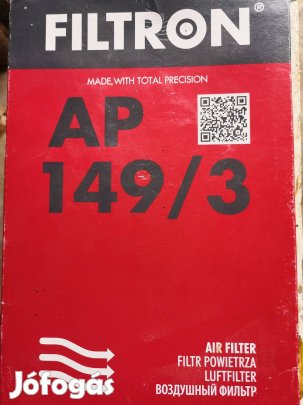 FILTRON®
MADE WITH TOTAL PRECISION
AP
149/3
AIR FILTER
FILTR POWIETRZA
LUFTFILTER
ВОЗДУШНЫЙ ФИЛЬТР
Jófogás